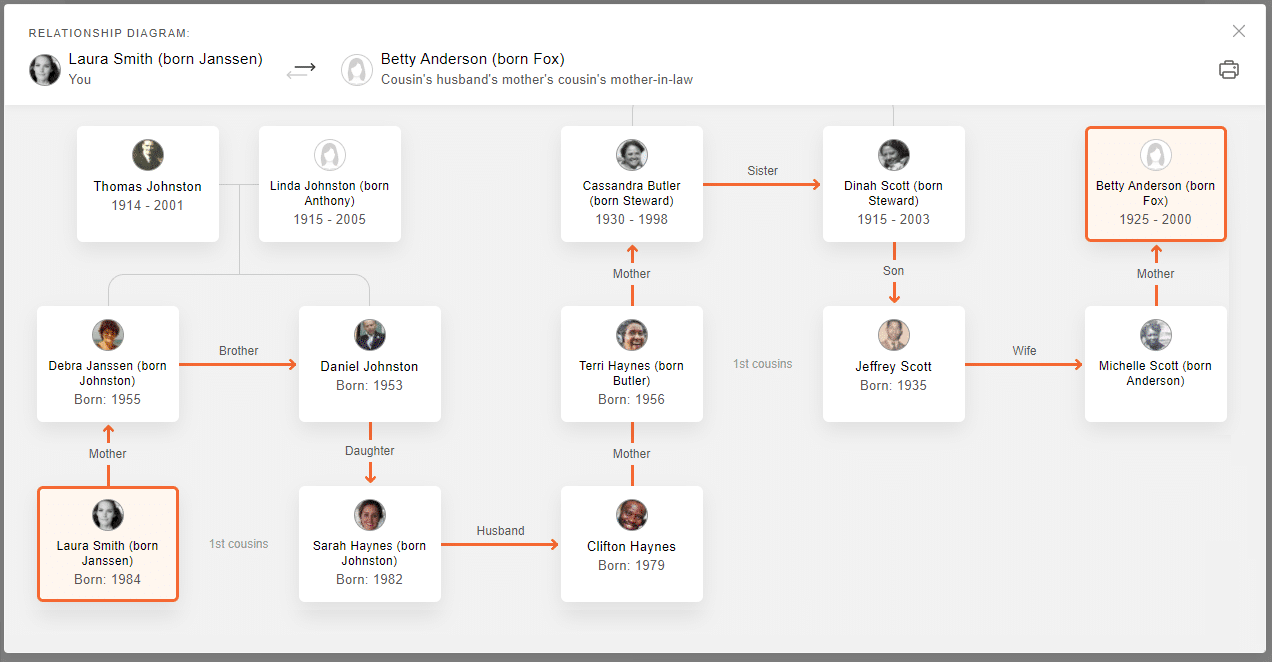 RELATIONSHIP DIAGRAM:
Laura Smith (born Janssen)
You
Betty Anderson (born Fox)
Cousin's husband's mother's cousin's mother-in-law
Thomas Johnston
1914 - 2001
Linda Johnston (born
Anthony)
1915 - 2005
Cassandra Butler
(born Steward)
1930 - 1998
Sister
Dinah Scott (born
Steward)
1915 - 2003
Betty Anderson (born
Fox)
1925 - 2000
Mother
Son
Mother
Debra Janssen (born
Johnston)
Born: 1955
Brother
Daniel Johnston
Born: 1953
Terri Haynes (born
Butler)
Born: 1956
1st cousins
Jeffrey Scott
Born: 1935
Wife
Michelle Scott (born
Anderson)
Mother
Daughter
Mother
Laura Smith (born
Janssen)
Born: 1984
1st cousins
Sarah Haynes (born
Johnston)
Born: 1982
Husband
Clifton Haynes
Born: 1979